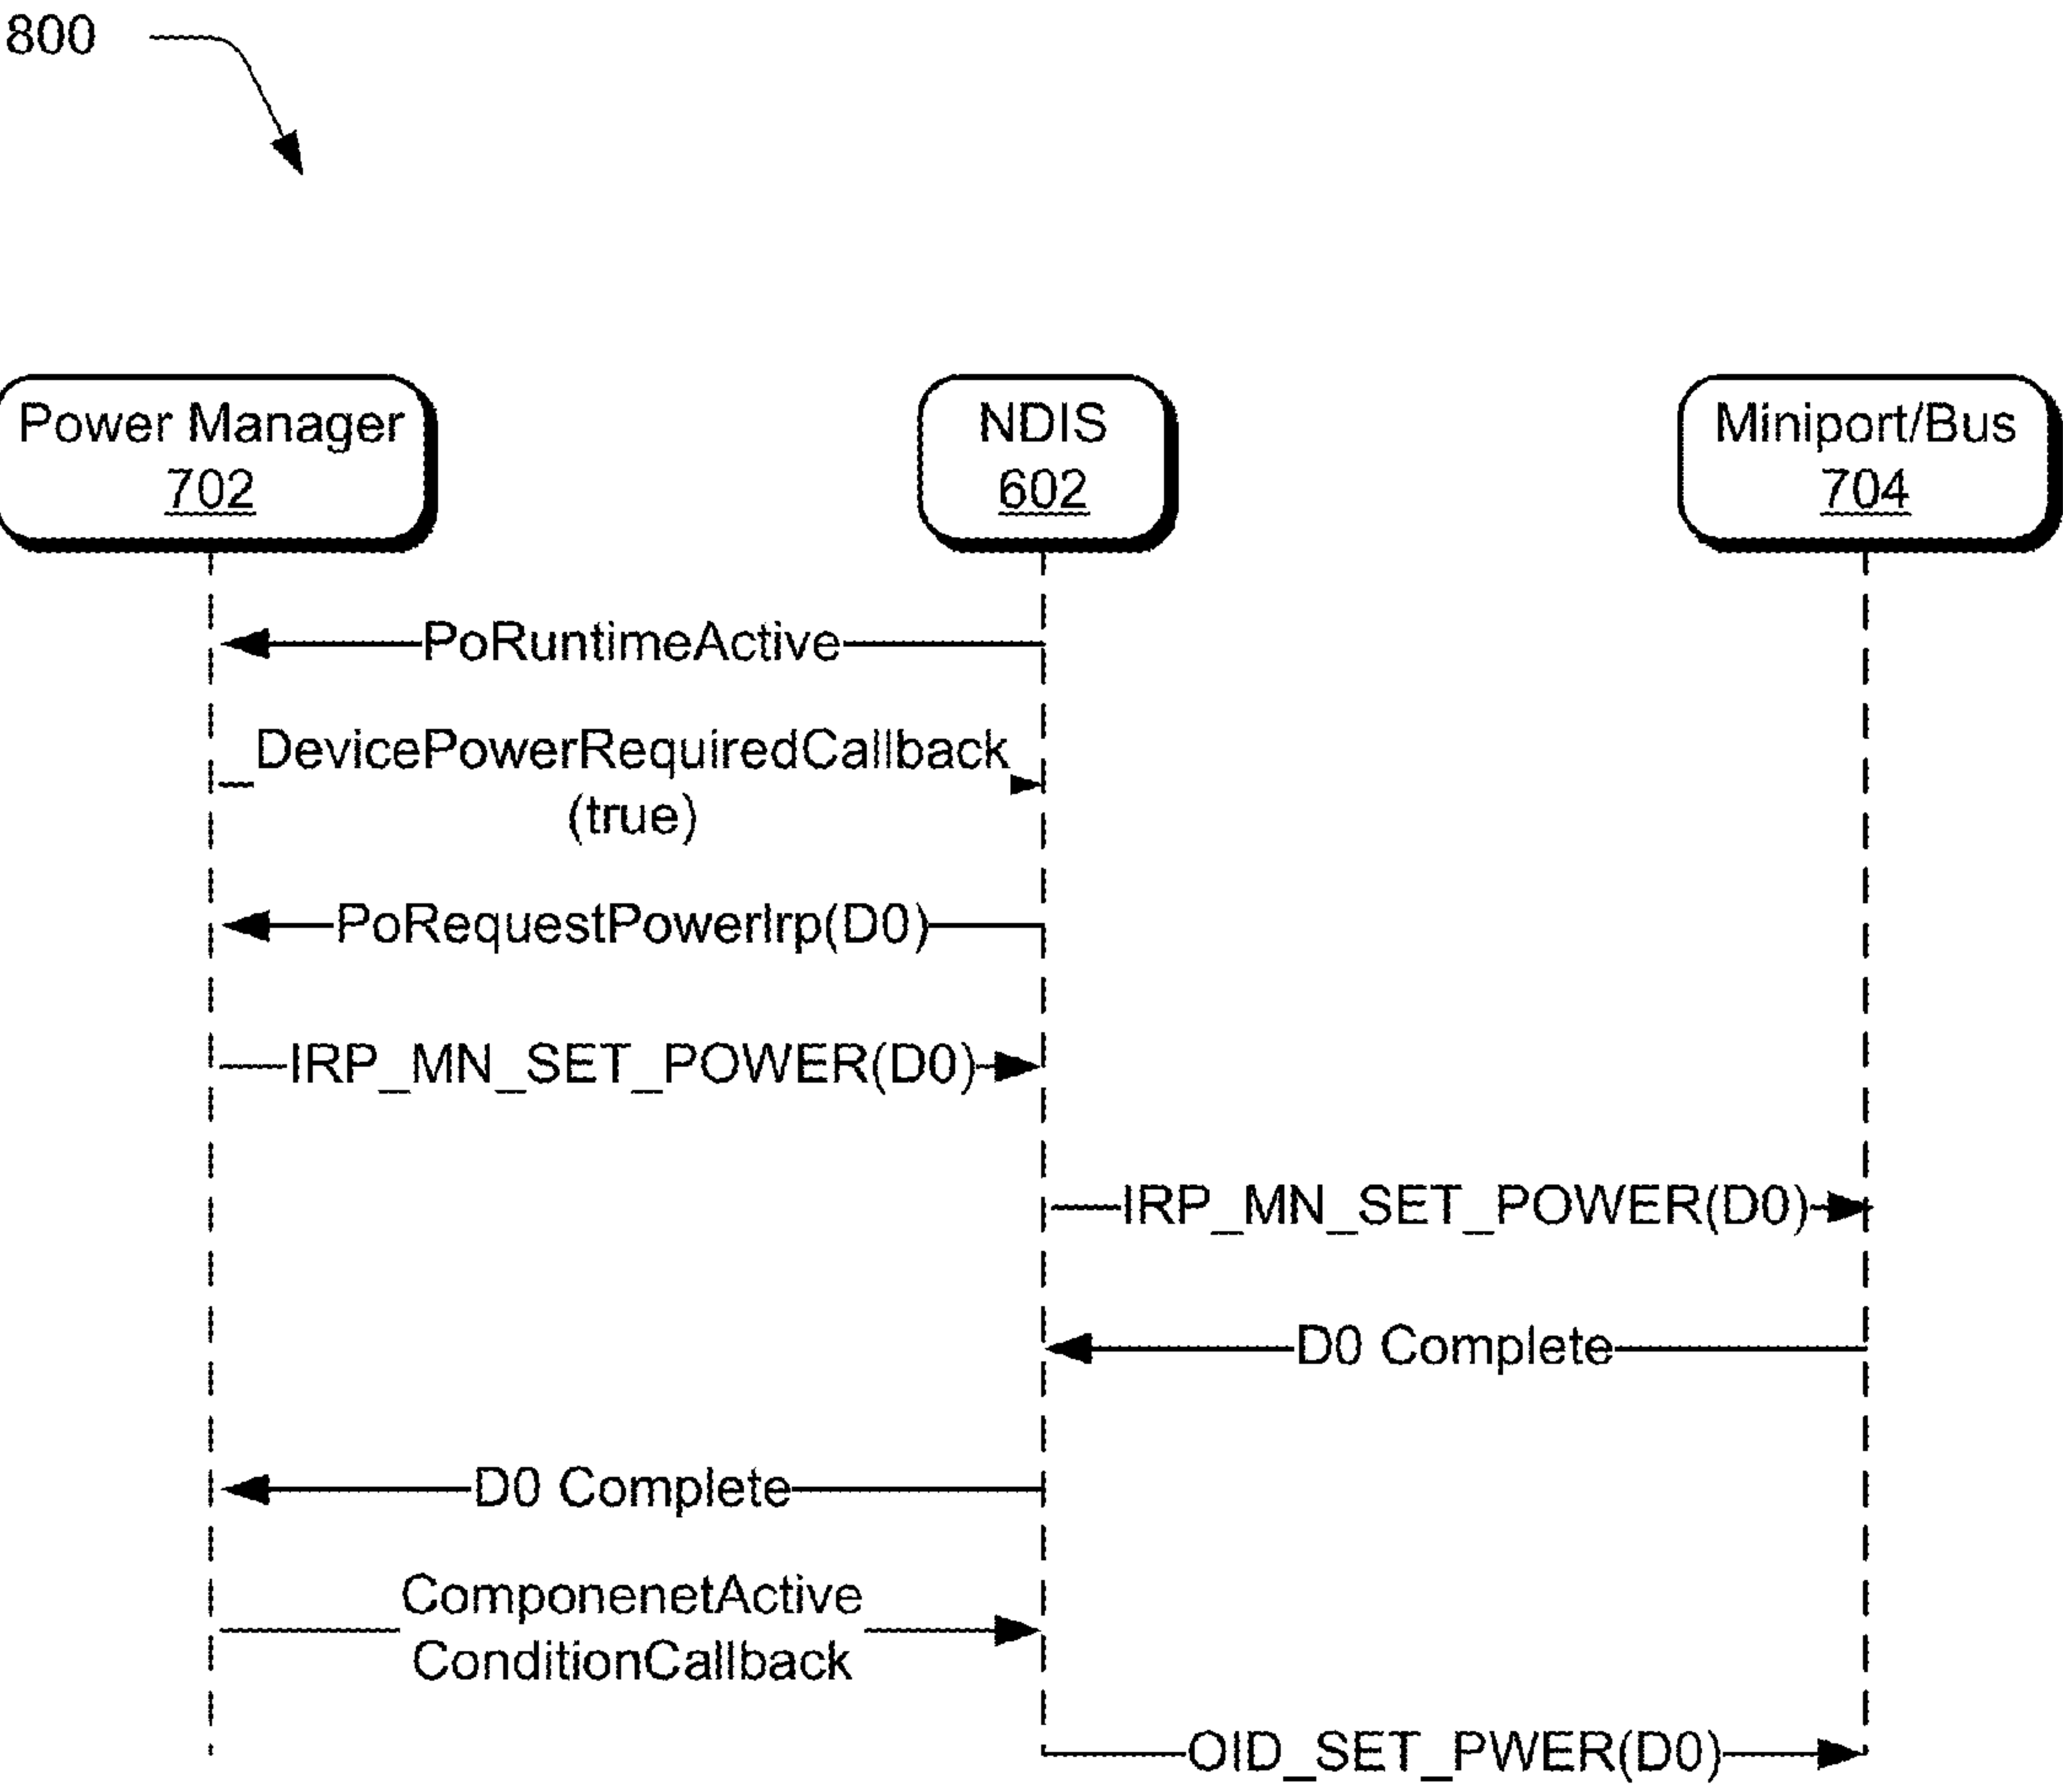 800
Power Manager
702
NDIS
602
Miniport/Bus
704
PoRuntimeActive
DevicePowerRequiredCallback
(true)
PoRequestPowerIrp(D0)
IRP_MN_SET_POWER(D0)
IRP_MN_SET_POWER(D0)
D0 Complete
D0 Complete
ComponenetActive
ConditionCallback
OID_SET_PWER(D0)